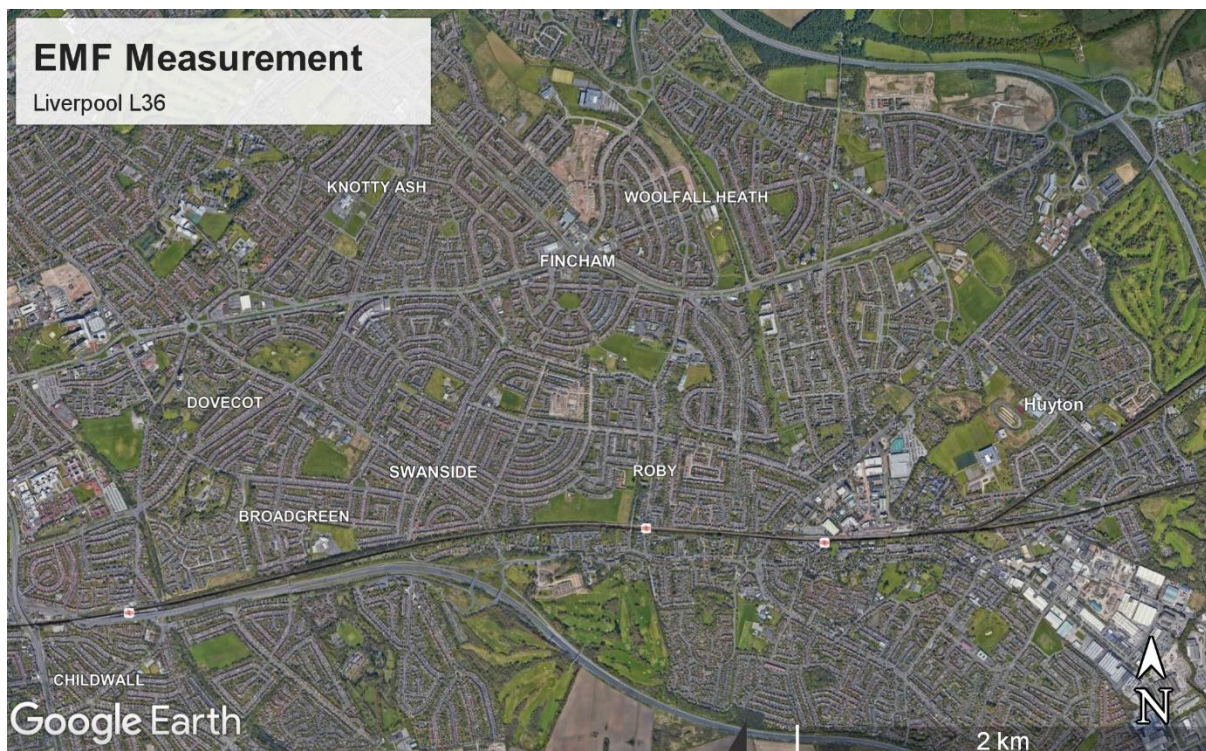 EMF Measurement
Liverpool L36
KNOTTY ASH
WOOLFALL HEATH
FINCHAM
DOVECOT
Huyton
SWANSIDE
ROBY
BROADGREEN
CHILDWALL
Google Earth
N
2 km